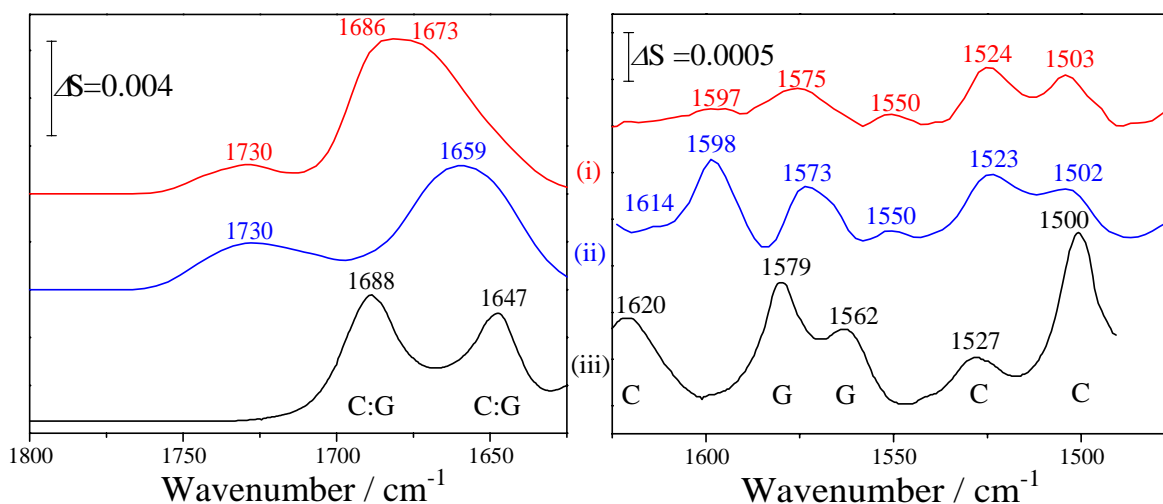 1686 1673
ΔS=0.004
1730
1659
1730
1688
1647
C:G
C:G
1800
1750
1700
1650
Wavenumber / cm-1
(i)
(ii)
(iii)
ΔS =0.0005
1597
1575
1550
1524
1503
1598
1614
1573
1550
1523
1502
1500
1620
1579
1562
1527
C
G
G
C
C
1600
1550
1500
Wavenumber / cm-1